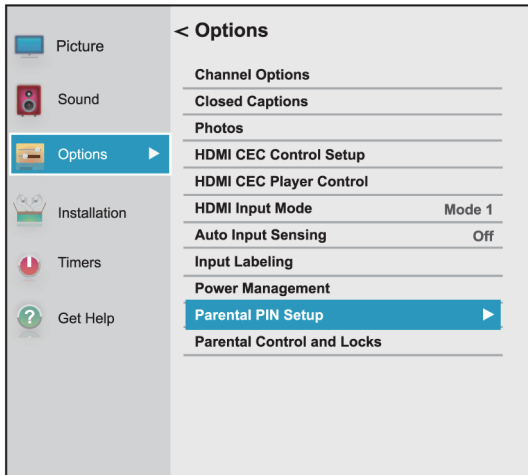 Picture
Sound
Options
Installation
Timers
Get Help
< Options
Channel Options
Closed Captions
Photos
HDMI CEC Control Setup
HDMI CEC Player Control
HDMI Input Mode Mode 1
Auto Input Sensing Off
Input Labeling
Power Management
Parental PIN Setup
Parental Control and Locks